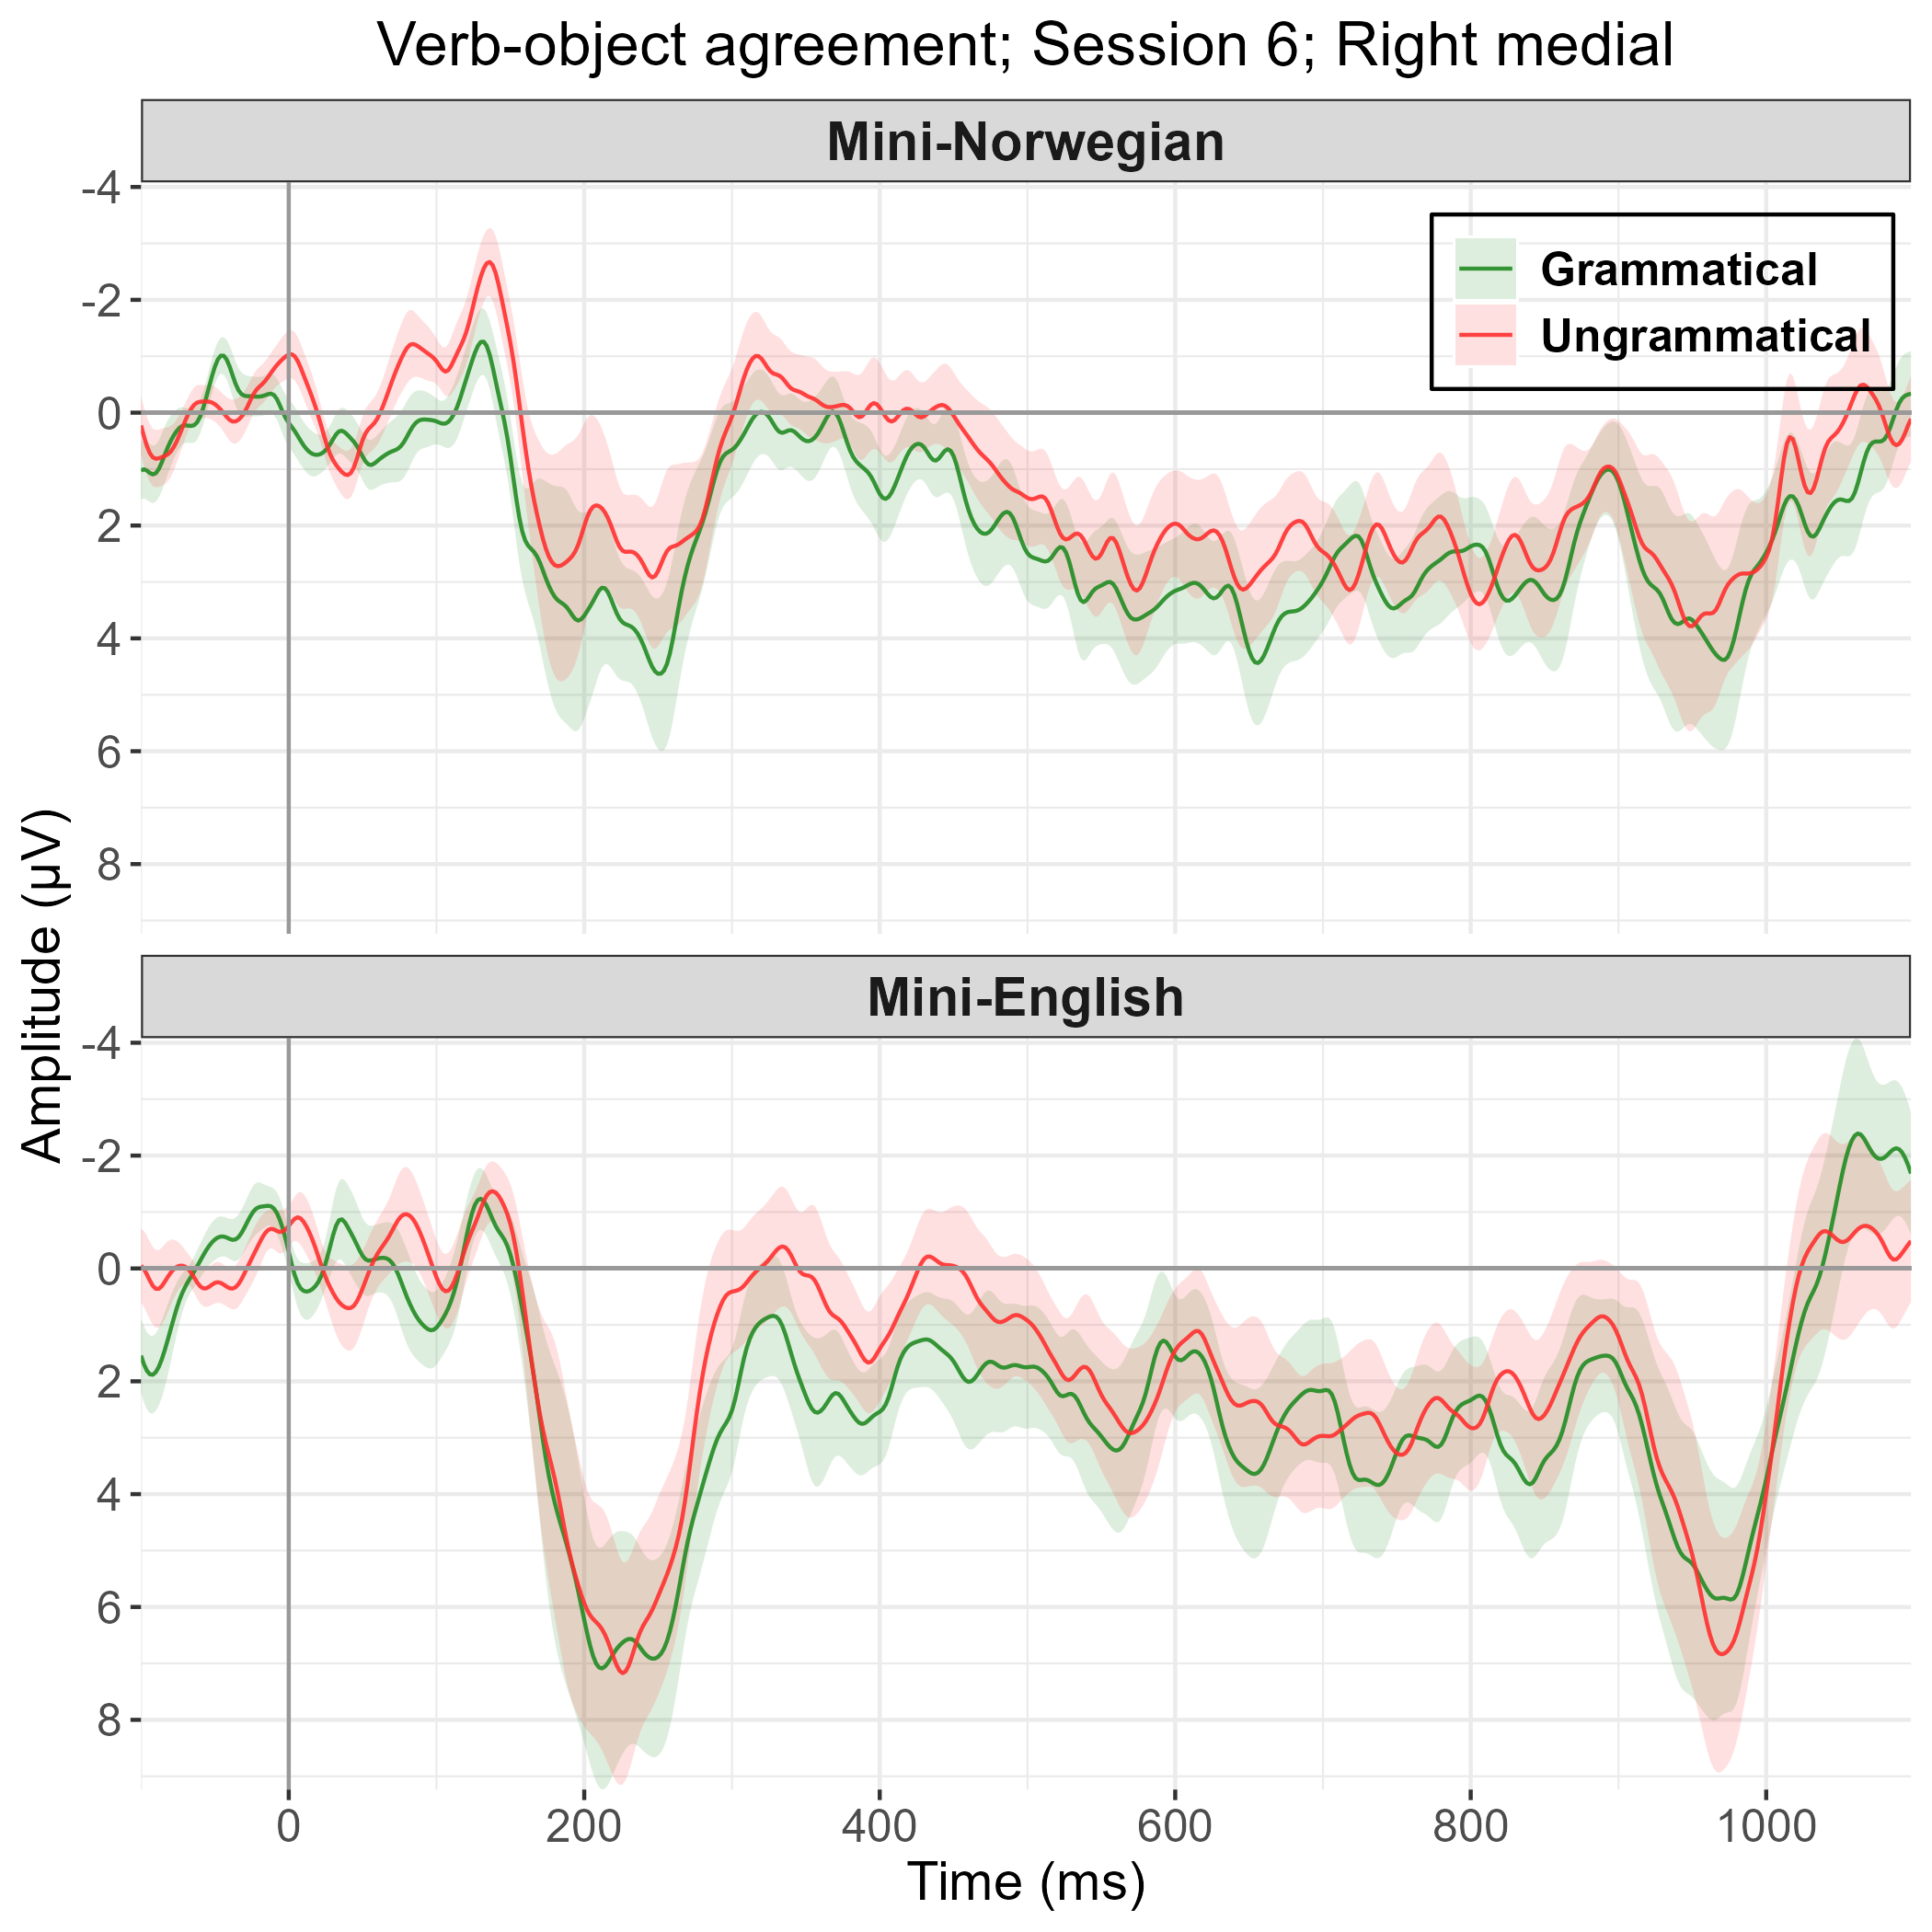 Verb-object agreement; Session 6; Right medial
Mini-Norwegian
-4
-2
0
2
4
6
8
Grammatical
Ungrammatical
Amplitude (µV)
Mini-English
-4
-2
0
2
4
6
8
0 200 400 600 800 1000
Time (ms)